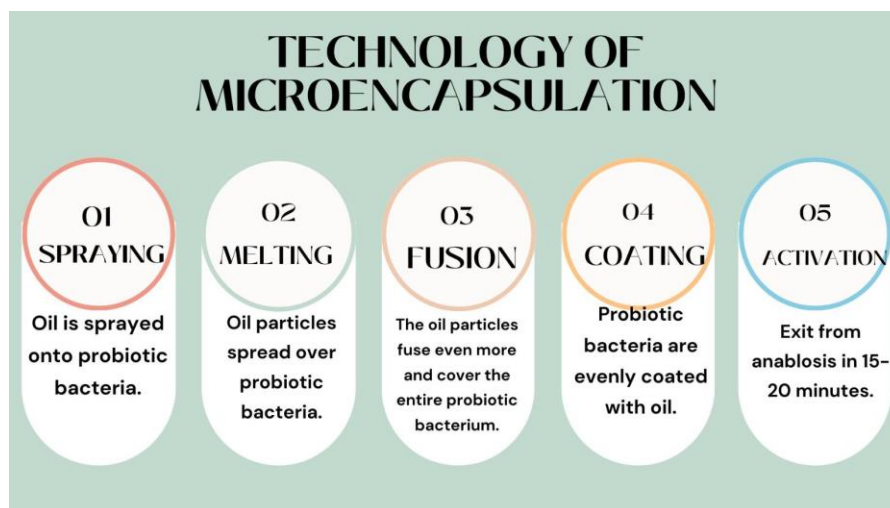 TECHNOLOGY OF
MICROENCAPSULATION
01
SPRAYING
Oil is sprayed
onto probiotic
bacteria.
02
MELTING
Oil particles
spread over
probiotic
bacteria.
03
FUSION
The oil particles
fuse even more
and cover the
entire probiotic
bacterium.
04
COATING
Probiotic
bacteria are
evenly coated
with oil.
05
ACTIVATION
Exit from
anablosis in 15-
20 minutes.